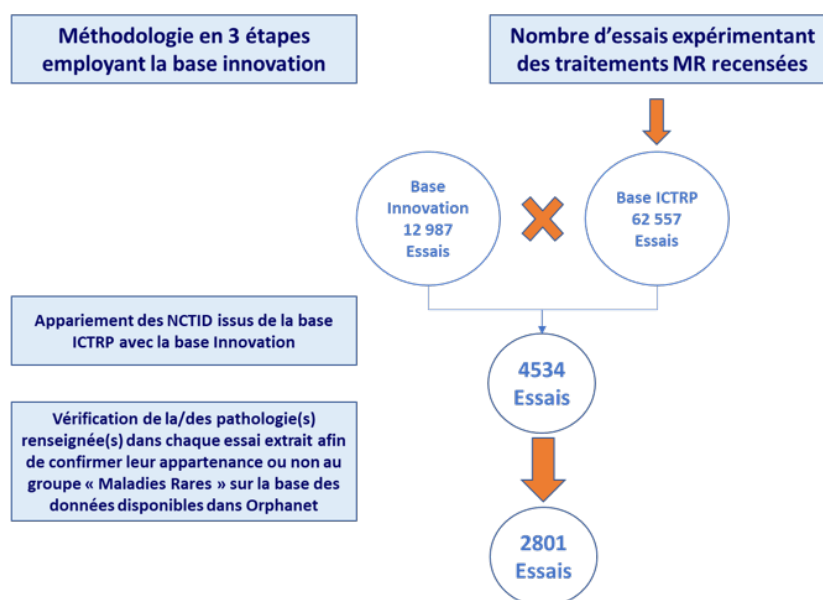 Méthodologie en 3 étapes
employant la base innovation
Nombre d'essais expérimentant
des traitements MR recensées
Base
Innovation
12 987
Essais
Base ICTRP
62 557
Essais
Appariement des NCTID issus de la base
ICTRP avec la base Innovation
4534
Essais
Vérification de la/des pathologie(s)
renseignée(s) dans chaque essai extrait afin
de confirmer leur appartenance ou non au
groupe « Maladies Rares » sur la base des
données disponibles dans Orphanet
2801
Essais